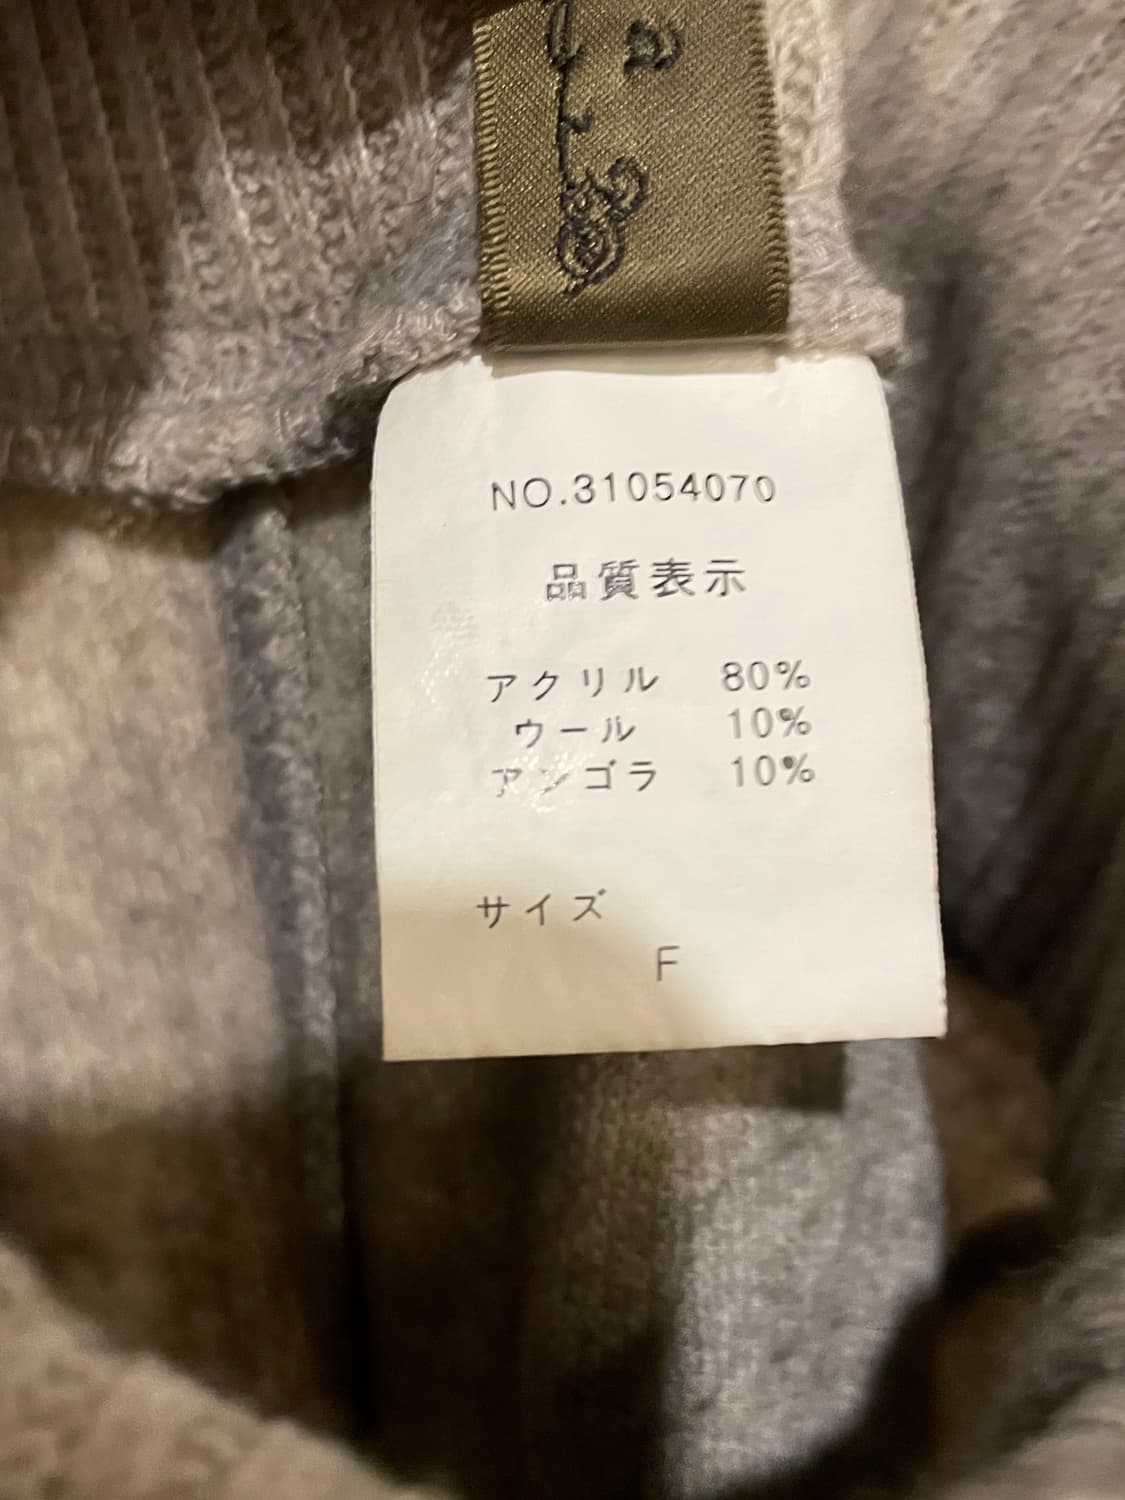 NO.31054070
品質表示
アクリル 80%
ウール 10%
アンゴラ 10%
サイズ
F